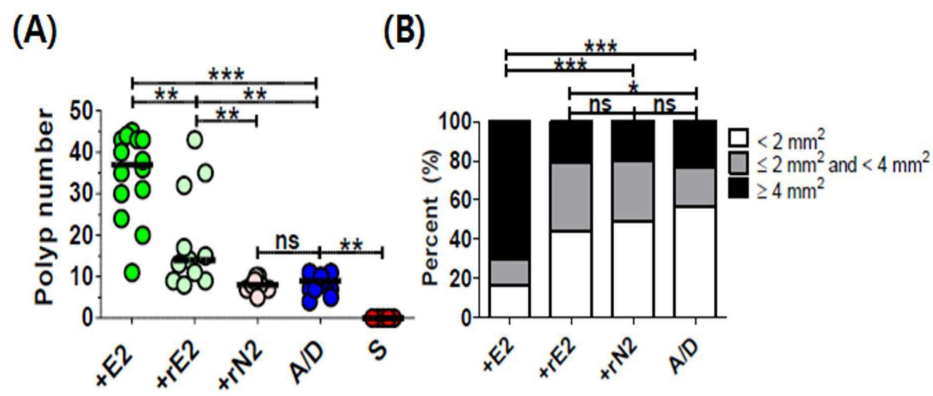 (A)
***
** **
**
ns **
Polyp number
50
40
30
20
10
0
+E2 +rE2 +rN2 A/D S
(B)
***
***
*
ns ns
Percent (%)
100
80
60
40
20
0
+E2 +rE2 +rN2 A/D
< 2 mm²
≤ 2 mm² and < 4 mm²
≥ 4 mm²